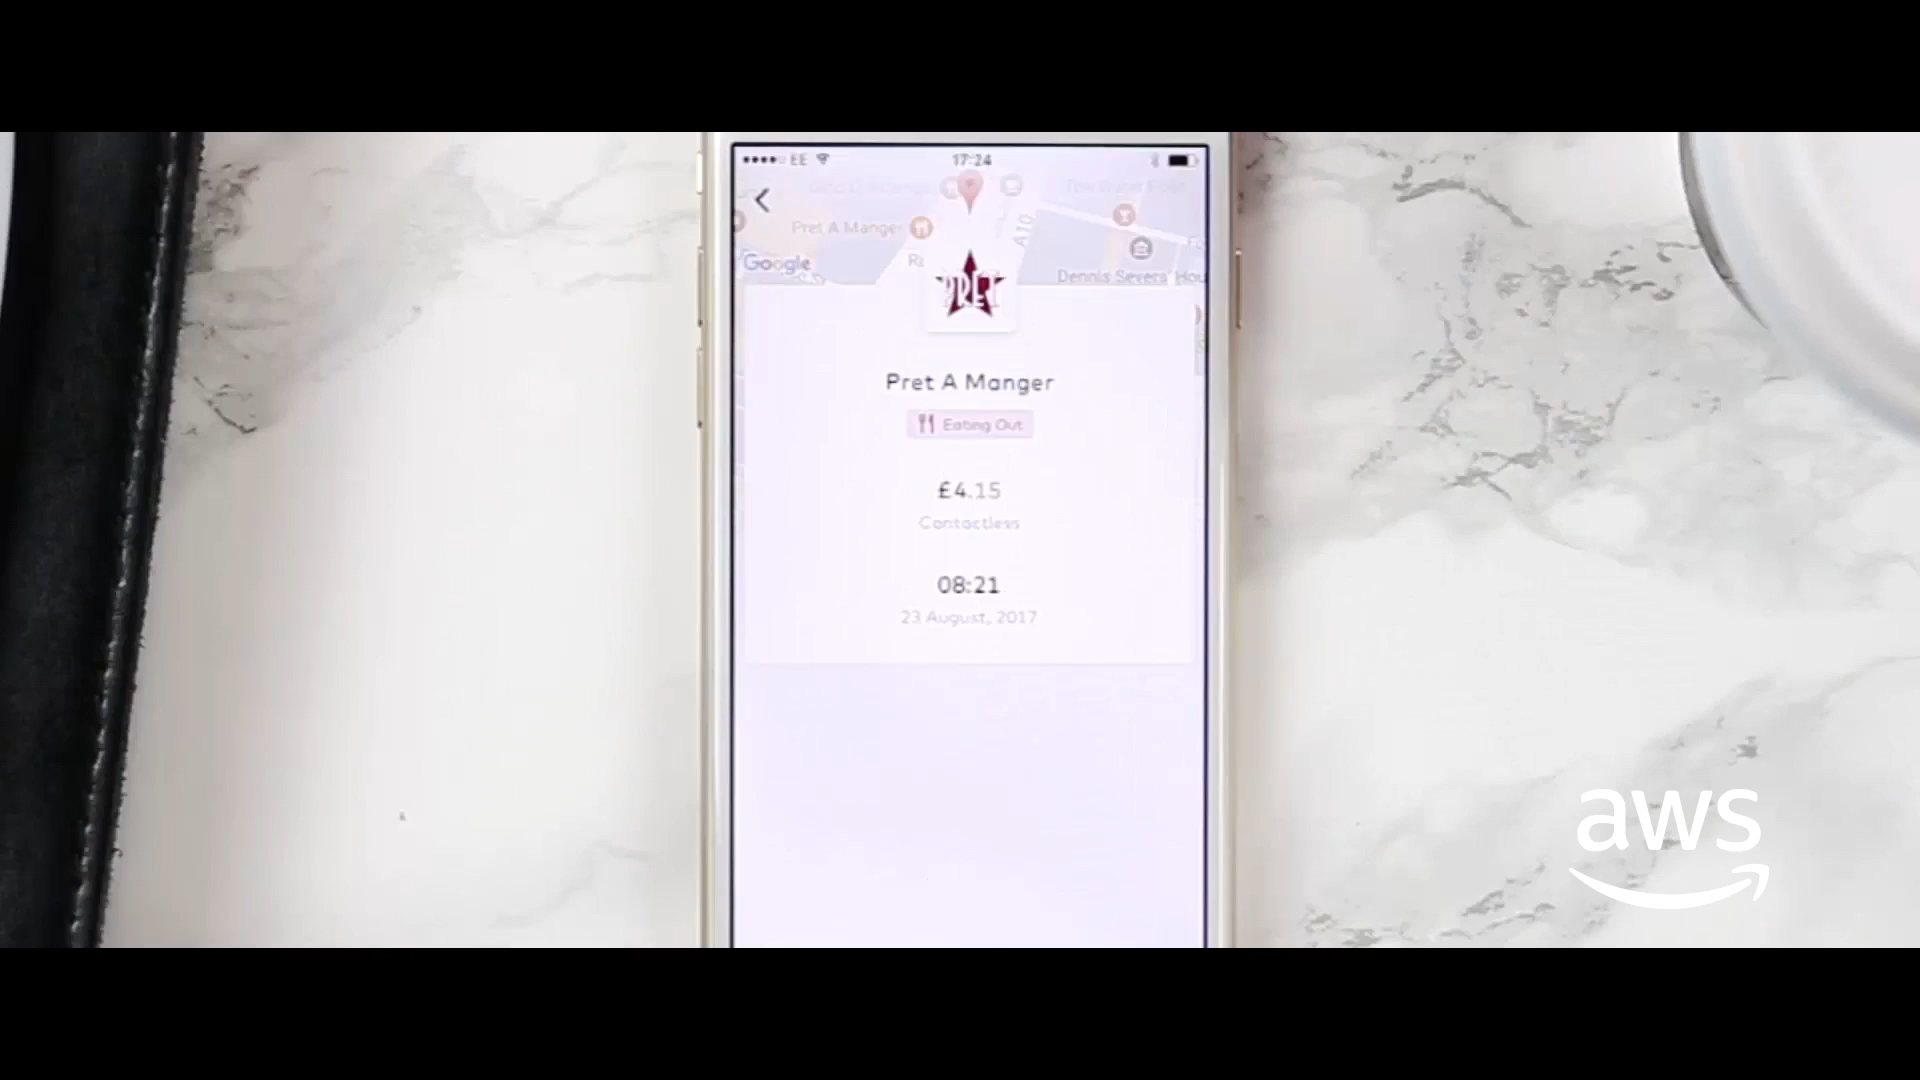 EE
17:24
Pret A Manger
A10
Google
Dennis Severs' Hou
PRET
Pret A Manger
Eating Out
£4.15
Contactless
08:21
23 August, 2017
aws